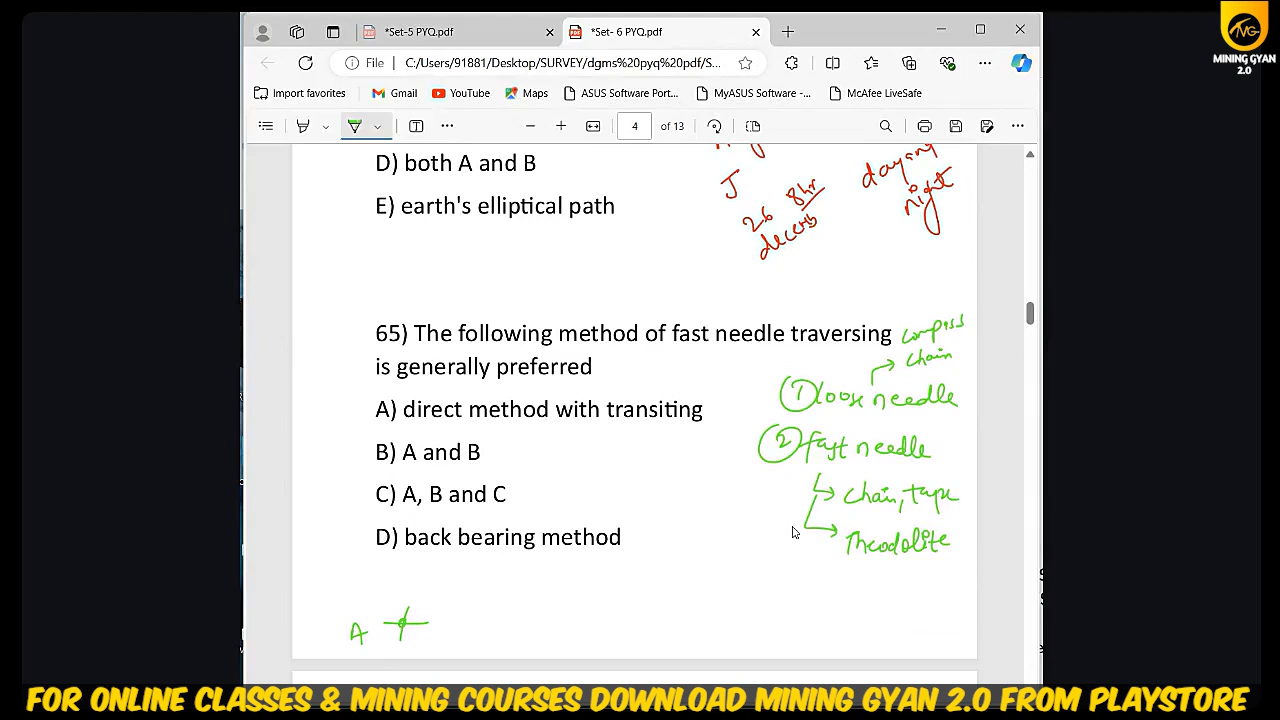 *Set-5 PYQ.pdf
*Set- 6 PYQ.pdf
MINING GYAN
2.0
File
C:/Users/91881/Desktop/SURVEY/dgms%20pyq%20pdf/S...
Import favorites
Gmail
YouTube
Maps
ASUS Software Port...
MyASUS Software -...
McAfee LiveSafe
4
of 13
D) both A and B
E) earth's elliptical path
J
26
8hr
day and
night
65) The following method of fast needle traversing
is generally preferred
A) direct method with transiting
B) A and B
C) A, B and C
D) back bearing method
compass
chain
① loose needle
② fast needle
chain, tape
Theodolite
A
FOR ONLINE CLASSES & MINING COURSES DOWNLOAD MINING GYAN 2.0 FROM PLAYSTORE